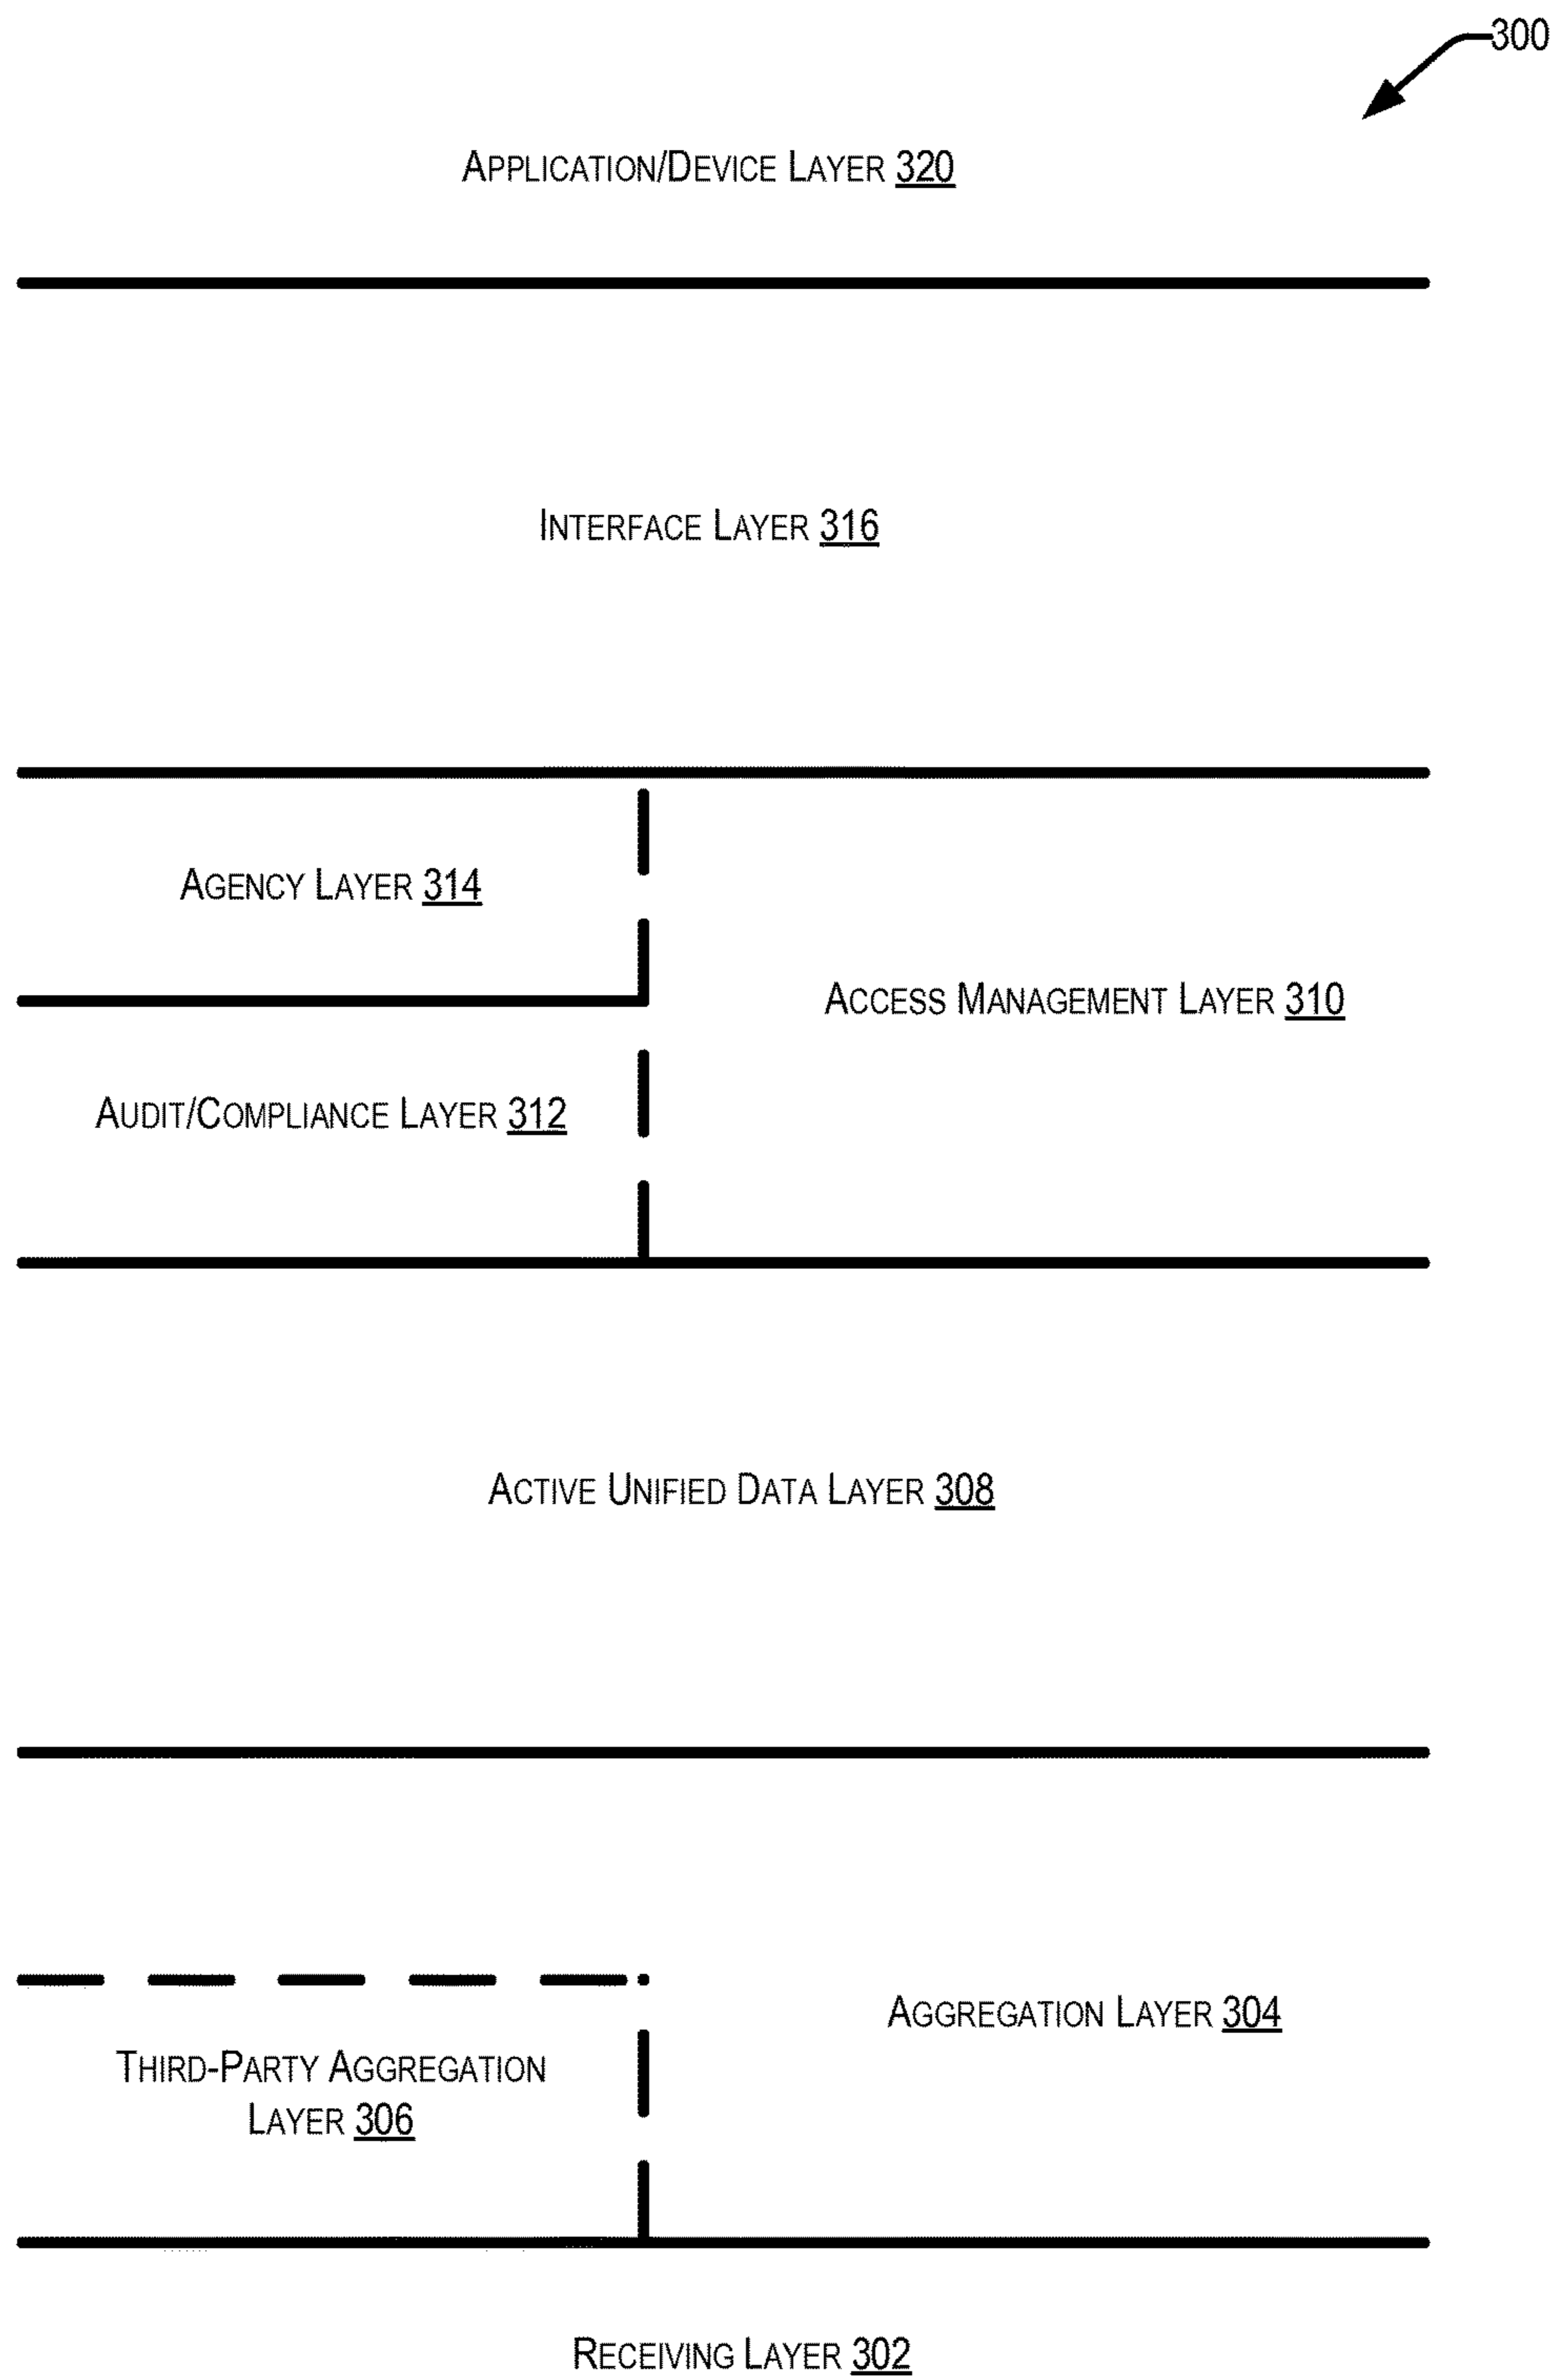 300
APPLICATION/DEVICE LAYER 320
INTERFACE LAYER 316
AGENCY LAYER 314
ACCESS MANAGEMENT LAYER 310
AUDIT/COMPLIANCE LAYER 312
ACTIVE UNIFIED DATA LAYER 308
AGGREGATION LAYER 304
THIRD-PARTY AGGREGATION
LAYER 306
RECEIVING LAYER 302